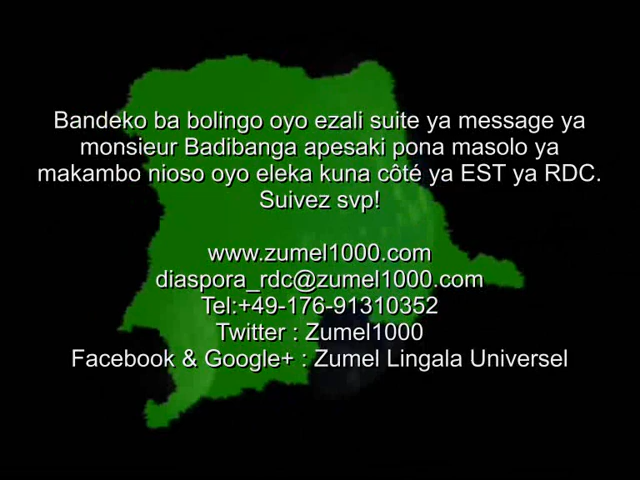 Bandeko ba bolingo oyo ezali suite ya message ya
monsieur Badibanga apesaki pona masolo ya
makambo nioso oyo eleka kuna côté ya EST ya RDC.
Suivez svp!
www.zumel1000.com
diaspora_rdc@zumel1000.com
Tel:+49-176-91310352
Twitter : Zumel1000
Facebook & Google+ : Zumel Lingala Universel